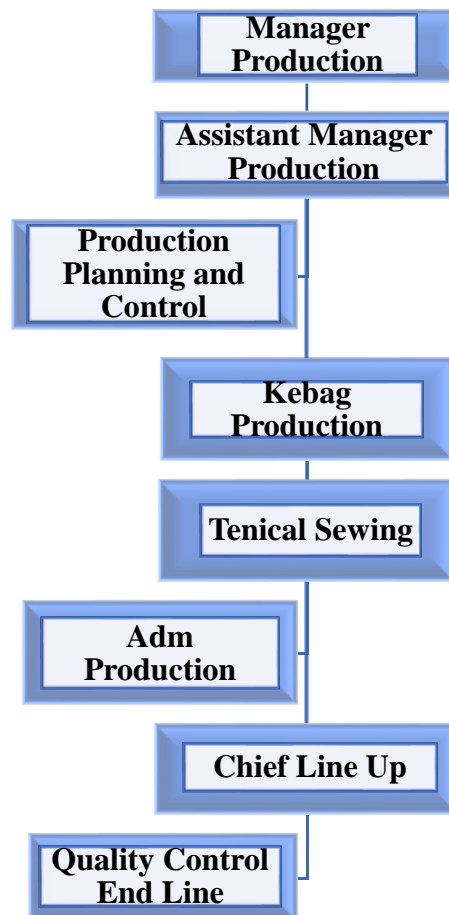 Manager
Production
Assistant Manager
Production
Production
Planning and
Control
Kebag
Production
Tenical Sewing
Adm
Production
Chief Line Up
Quality Control
End Line